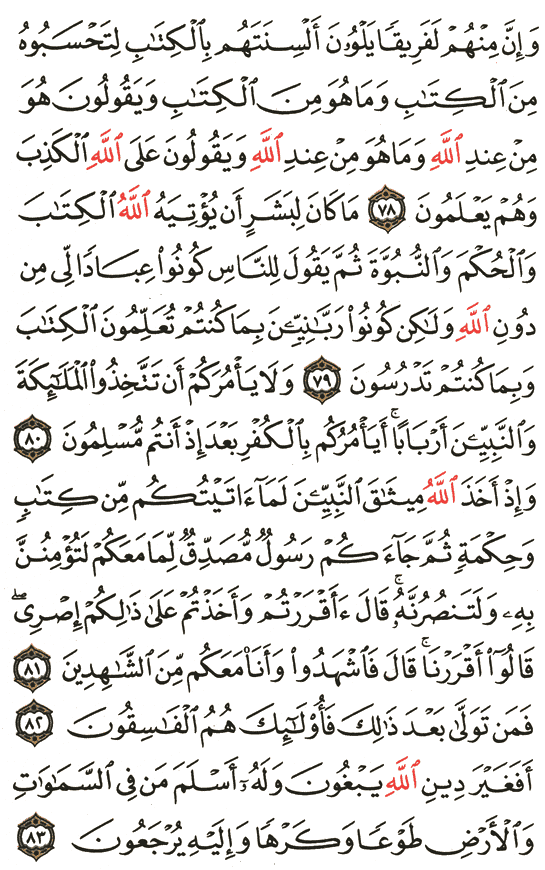 وَإِنَّ مِنْهُمْ لَفَرِيقًا يَلْوُۥنَ أَلْسِنَتَهُم بِٱلْكِتَٰبِ لِتَحْسَبُوهُ
مِنَ ٱلْكِتَٰبِ وَمَا هُوَ مِنَ ٱلْكِتَٰبِ وَيَقُولُونَ هُوَ
مِنْ عِندِ ٱللَّهِ وَمَا هُوَ مِنْ عِندِ ٱللَّهِ وَيَقُولُونَ عَلَى ٱللَّهِ ٱلْكَذِبَ
وَهُمْ يَعْلَمُونَ ٧٨ مَا كَانَ لِبَشَرٍ أَن يُؤْتِيَهُ ٱللَّهُ ٱلْكِتَٰبَ
وَٱلْحُكْمَ وَٱلنُّبُوَّةَ ثُمَّ يَقُولَ لِلنَّاسِ كُونُوا۟ عِبَادًا لِّى مِن
دُونِ ٱللَّهِ وَلَٰكِن كُونُوا۟ رَبَّٰنِيِّۦنَ بِمَا كُنتُمْ تُعَلِّمُونَ ٱلْكِتَٰبَ
وَبِمَا كُنتُمْ تَدْرُسُونَ ٧٩ وَلَا يَأْمُرَكُمْ أَن تَتَّخِذُوا۟ ٱلْمَلَٰٓئِكَةَ
وَٱلنَّبِيِّۦنَ أَرْبَابًا ۗ أَيَأْمُرُكُم بِٱلْكُفْرِ بَعْدَ إِذْ أَنتُم مُّسْلِمُونَ ٨٠
وَإِذْ أَخَذَ ٱللَّهُ مِيثَٰقَ ٱلنَّبِيِّۦنَ لَمَآ ءَاتَيْتُكُم مِّن كِتَٰبٍ
وَحِكْمَةٍ ثُمَّ جَآءَكُمْ رَسُولٌ مُّصَدِّقٌ لِّمَا مَعَكُمْ لَتُؤْمِنُنَّ
بِهِۦ وَلَتَنصُرُنَّهُۥ ۚ قَالَ ءَأَقْرَرْتُمْ وَأَخَذْتُمْ عَلَىٰ ذَٰلِكُمْ إِصْرِى ۖ
قَالُوٓا۟ أَقْرَرْنَا ۚ قَالَ فَٱشْهَدُوا۟ وَأَنَا۠ مَعَكُم مِّنَ ٱلشَّٰهِدِينَ ٨١
فَمَن تَوَلَّىٰ بَعْدَ ذَٰلِكَ فَأُو۟لَٰٓئِكَ هُمُ ٱلْفَٰسِقُونَ ٨٢
أَفَغَيْرَ دِينِ ٱللَّهِ يَبْغُونَ وَلَهُۥٓ أَسْلَمَ مَن فِى ٱلسَّمَٰوَٰتِ
وَٱلْأَرْضِ طَوْعًا وَكَرْهًا وَإِلَيْهِ يُرْجَعُونَ ٨٣